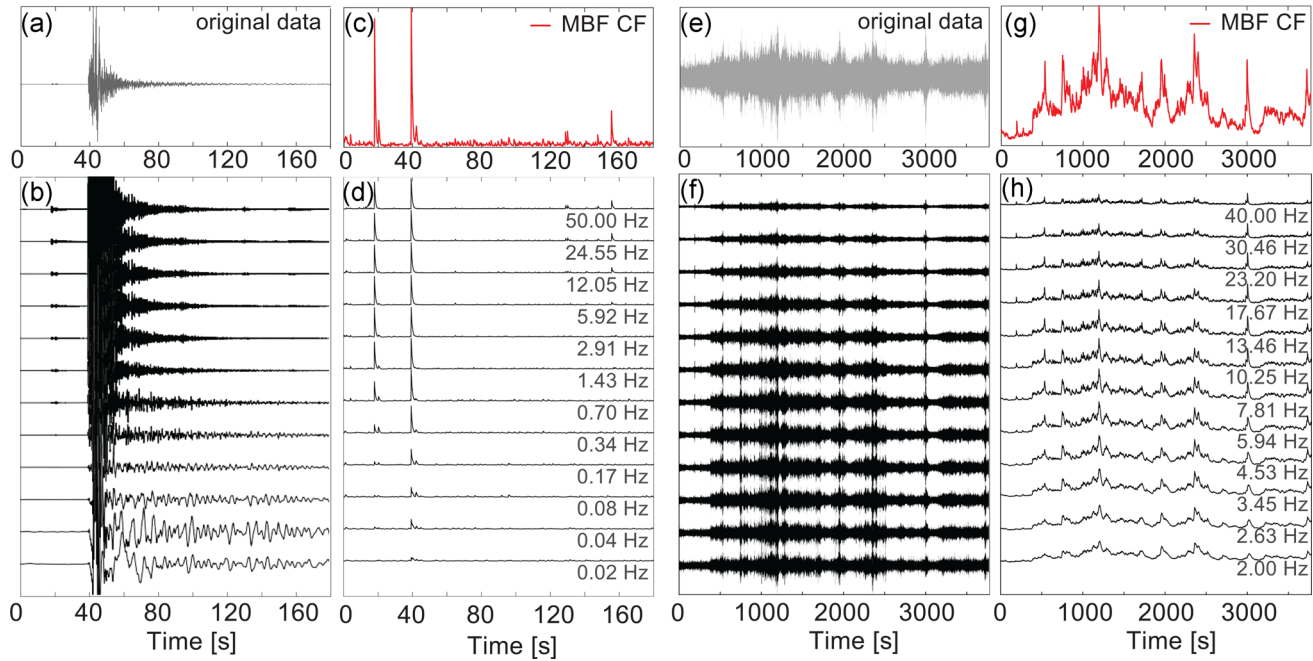 (a) original data
(c) MBF CF
(e) original data
(g) MBF CF
0 40 80 120 160
0 40 80 120 160
0 1000 2000 3000
0 1000 2000 3000
(b)
(d)
50.00 Hz
24.55 Hz
12.05 Hz
5.92 Hz
2.91 Hz
1.43 Hz
0.70 Hz
0.34 Hz
0.17 Hz
0.08 Hz
0.04 Hz
0.02 Hz
(f)
(h)
40.00 Hz
30.46 Hz
23.20 Hz
17.67 Hz
13.46 Hz
10.25 Hz
7.81 Hz
5.94 Hz
4.53 Hz
3.45 Hz
2.63 Hz
2.00 Hz
0 40 80 120 160
0 40 80 120 160
0 1000 2000 3000
0 1000 2000 3000
Time [s]
Time [s]
Time [s]
Time [s]